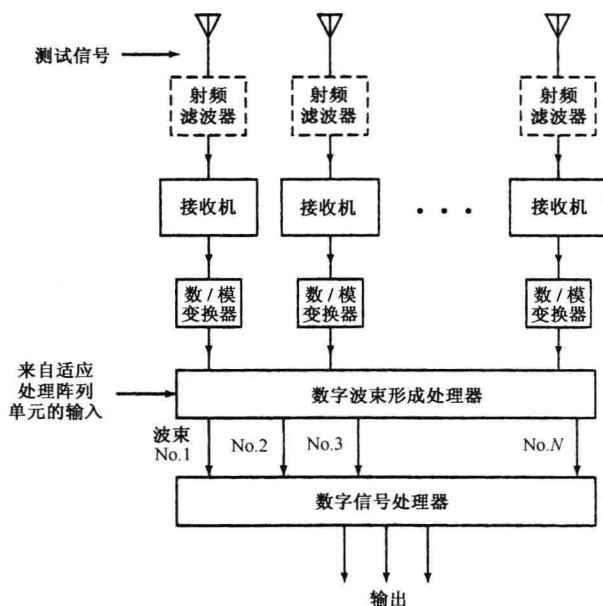 测试信号
射频 射频 射频
滤波器 滤波器 滤波器
接收机 接收机 · · · 接收机
数/模 数/模 数/模
变换器 变换器 变换器
来自适应
处理阵列
单元的输入
数字波束形成处理器
波束
No.1 No.2 No.3 No.N
数字信号处理器
输出